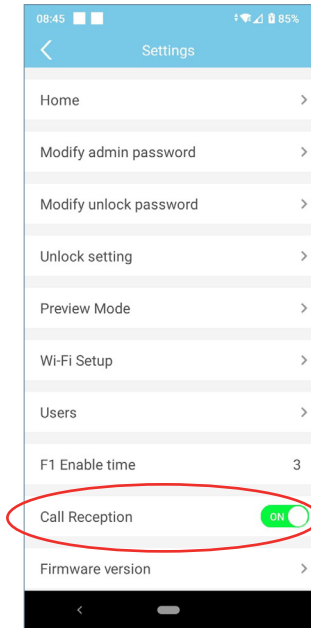 08:45 85%
Settings
Home
Modify admin password
Modify unlock password
Unlock setting
Preview Mode
Wi-Fi Setup
Users
F1 Enable time 3
Call Reception ON
Firmware version